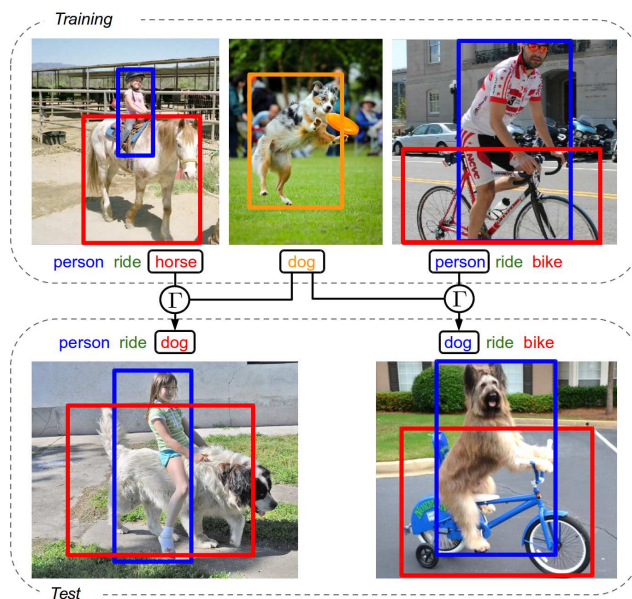 Training
person ride horse
dog
person ride bike
Γ
Γ
person ride dog
dog ride bike
Test